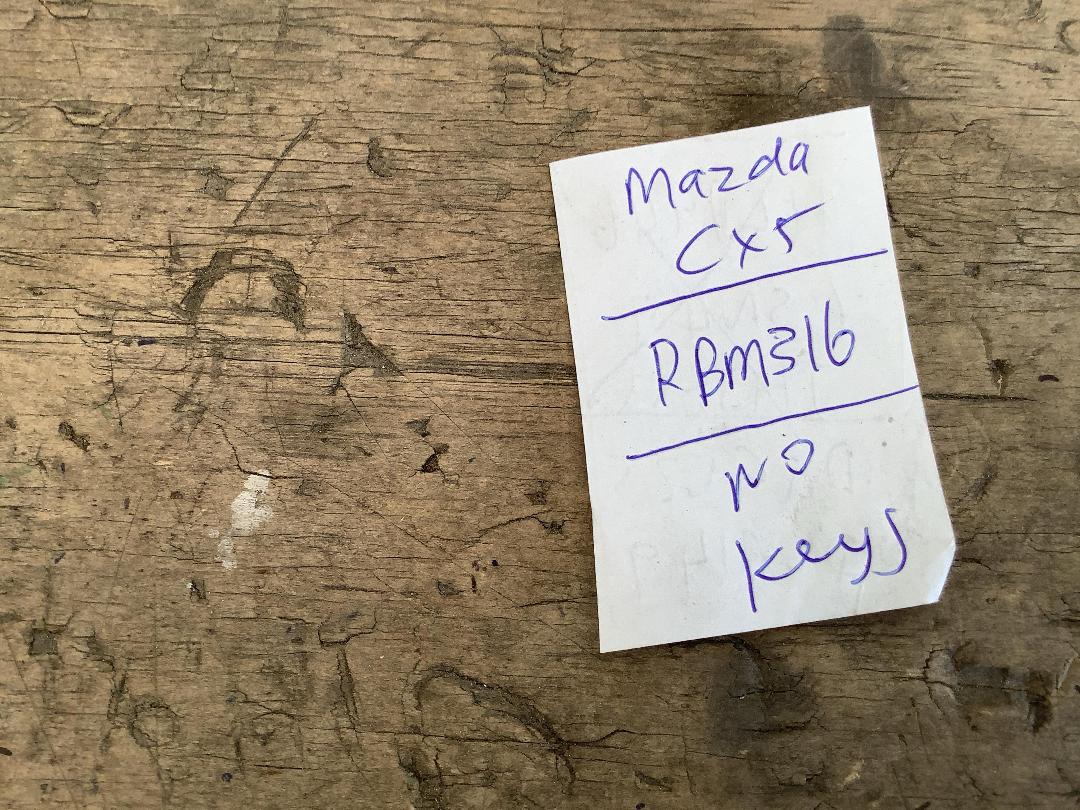 Mazda
CX5
RBM316
NO
keys